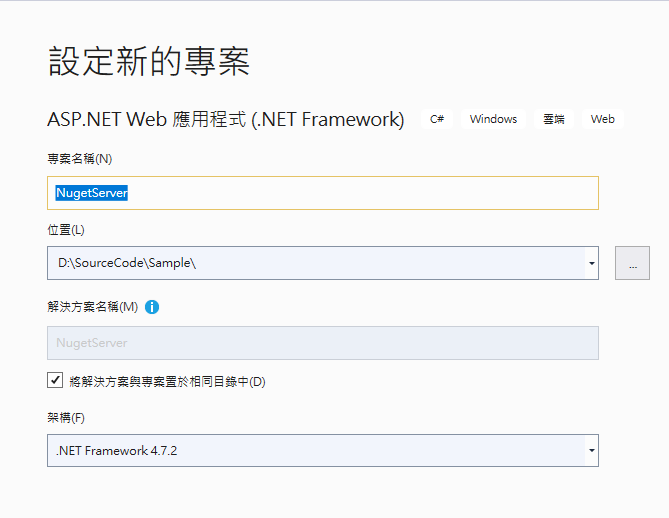 設定新的專案
ASP.NET Web 應用程式 (.NET Framework) C# Windows 雲端 Web
專案名稱(N)
NugetServer
位置(L)
D:\SourceCode\Sample\
...
解決方案名稱(M)
NugetServer
將解決方案與專案置於相同目錄中(D)
架構(F)
.NET Framework 4.7.2